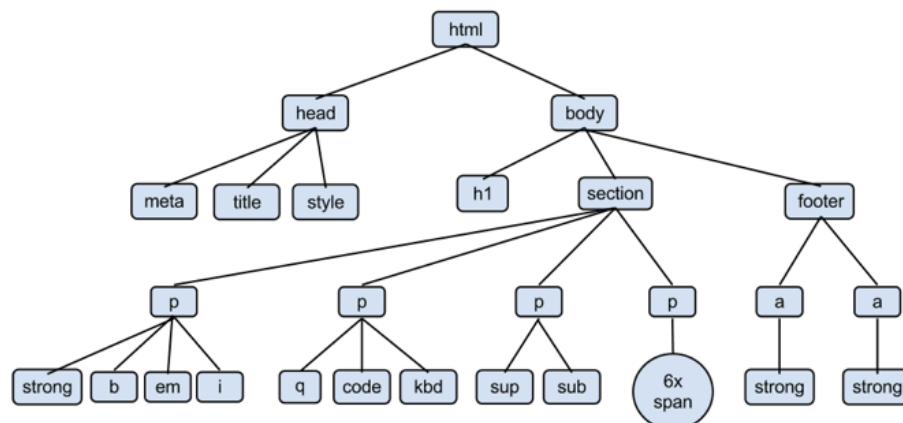 html
head
body
meta
title
style
h1
section
footer
p
p
p
p
a
a
strong
b
em
i
q
code
kbd
sup
sub
6x
span
strong
strong